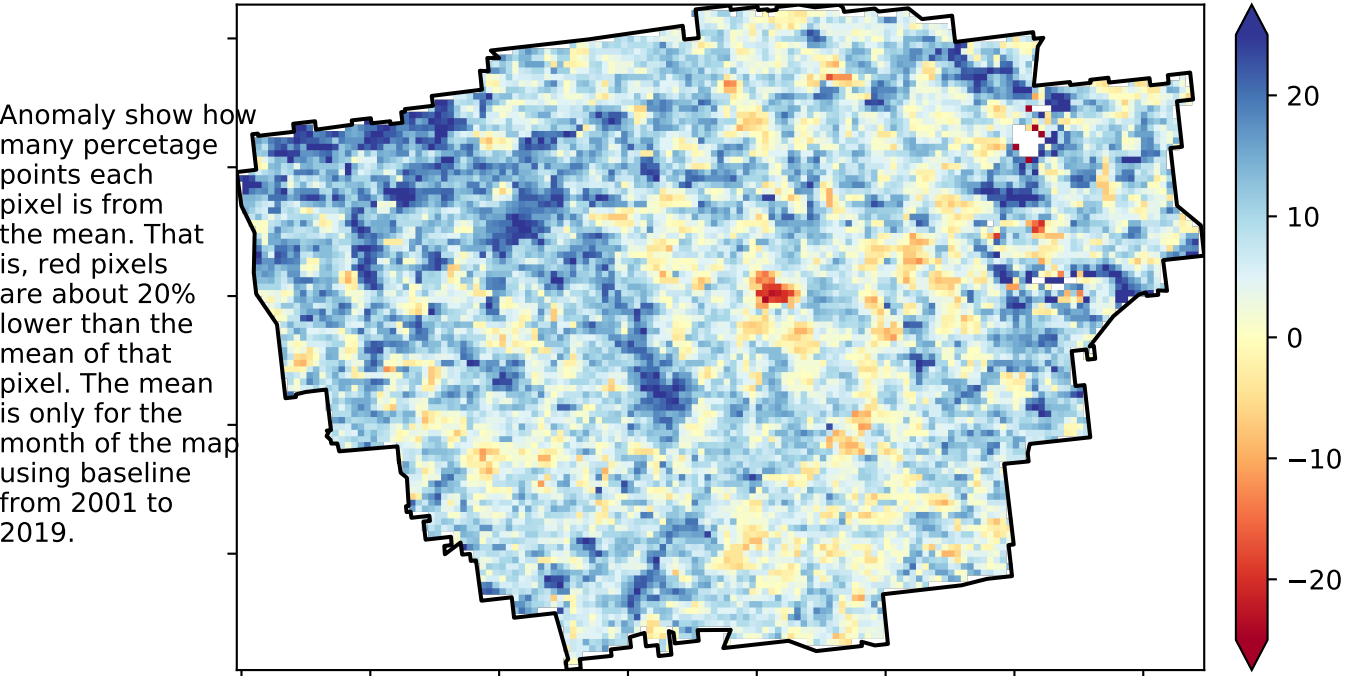 Anomaly show how
many percetage
points each
pixel is from
the mean. That
is, red pixels
are about 20%
lower than the
mean of that
pixel. The mean
is only for the
month of the map
using baseline
from 2001 to
2019.
20
10
0
−10
−20